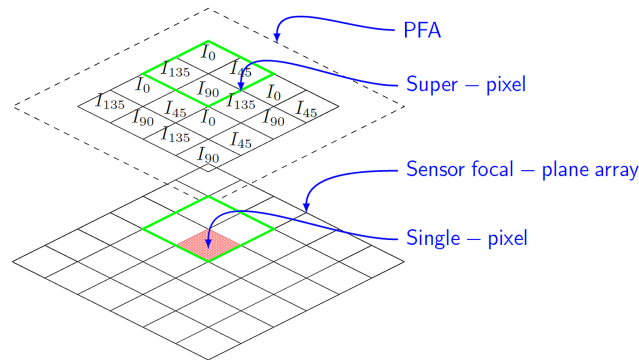 PFA
I₀
I₁₃₅ I₄₅
I₀ I₉₀ I₀
Super − pixel
I₁₃₅ I₄₅ I₁₃₅ I₄₅
I₉₀ I₀ I₉₀
I₁₃₅ I₄₅
I₉₀
Sensor focal − plane array
Single − pixel